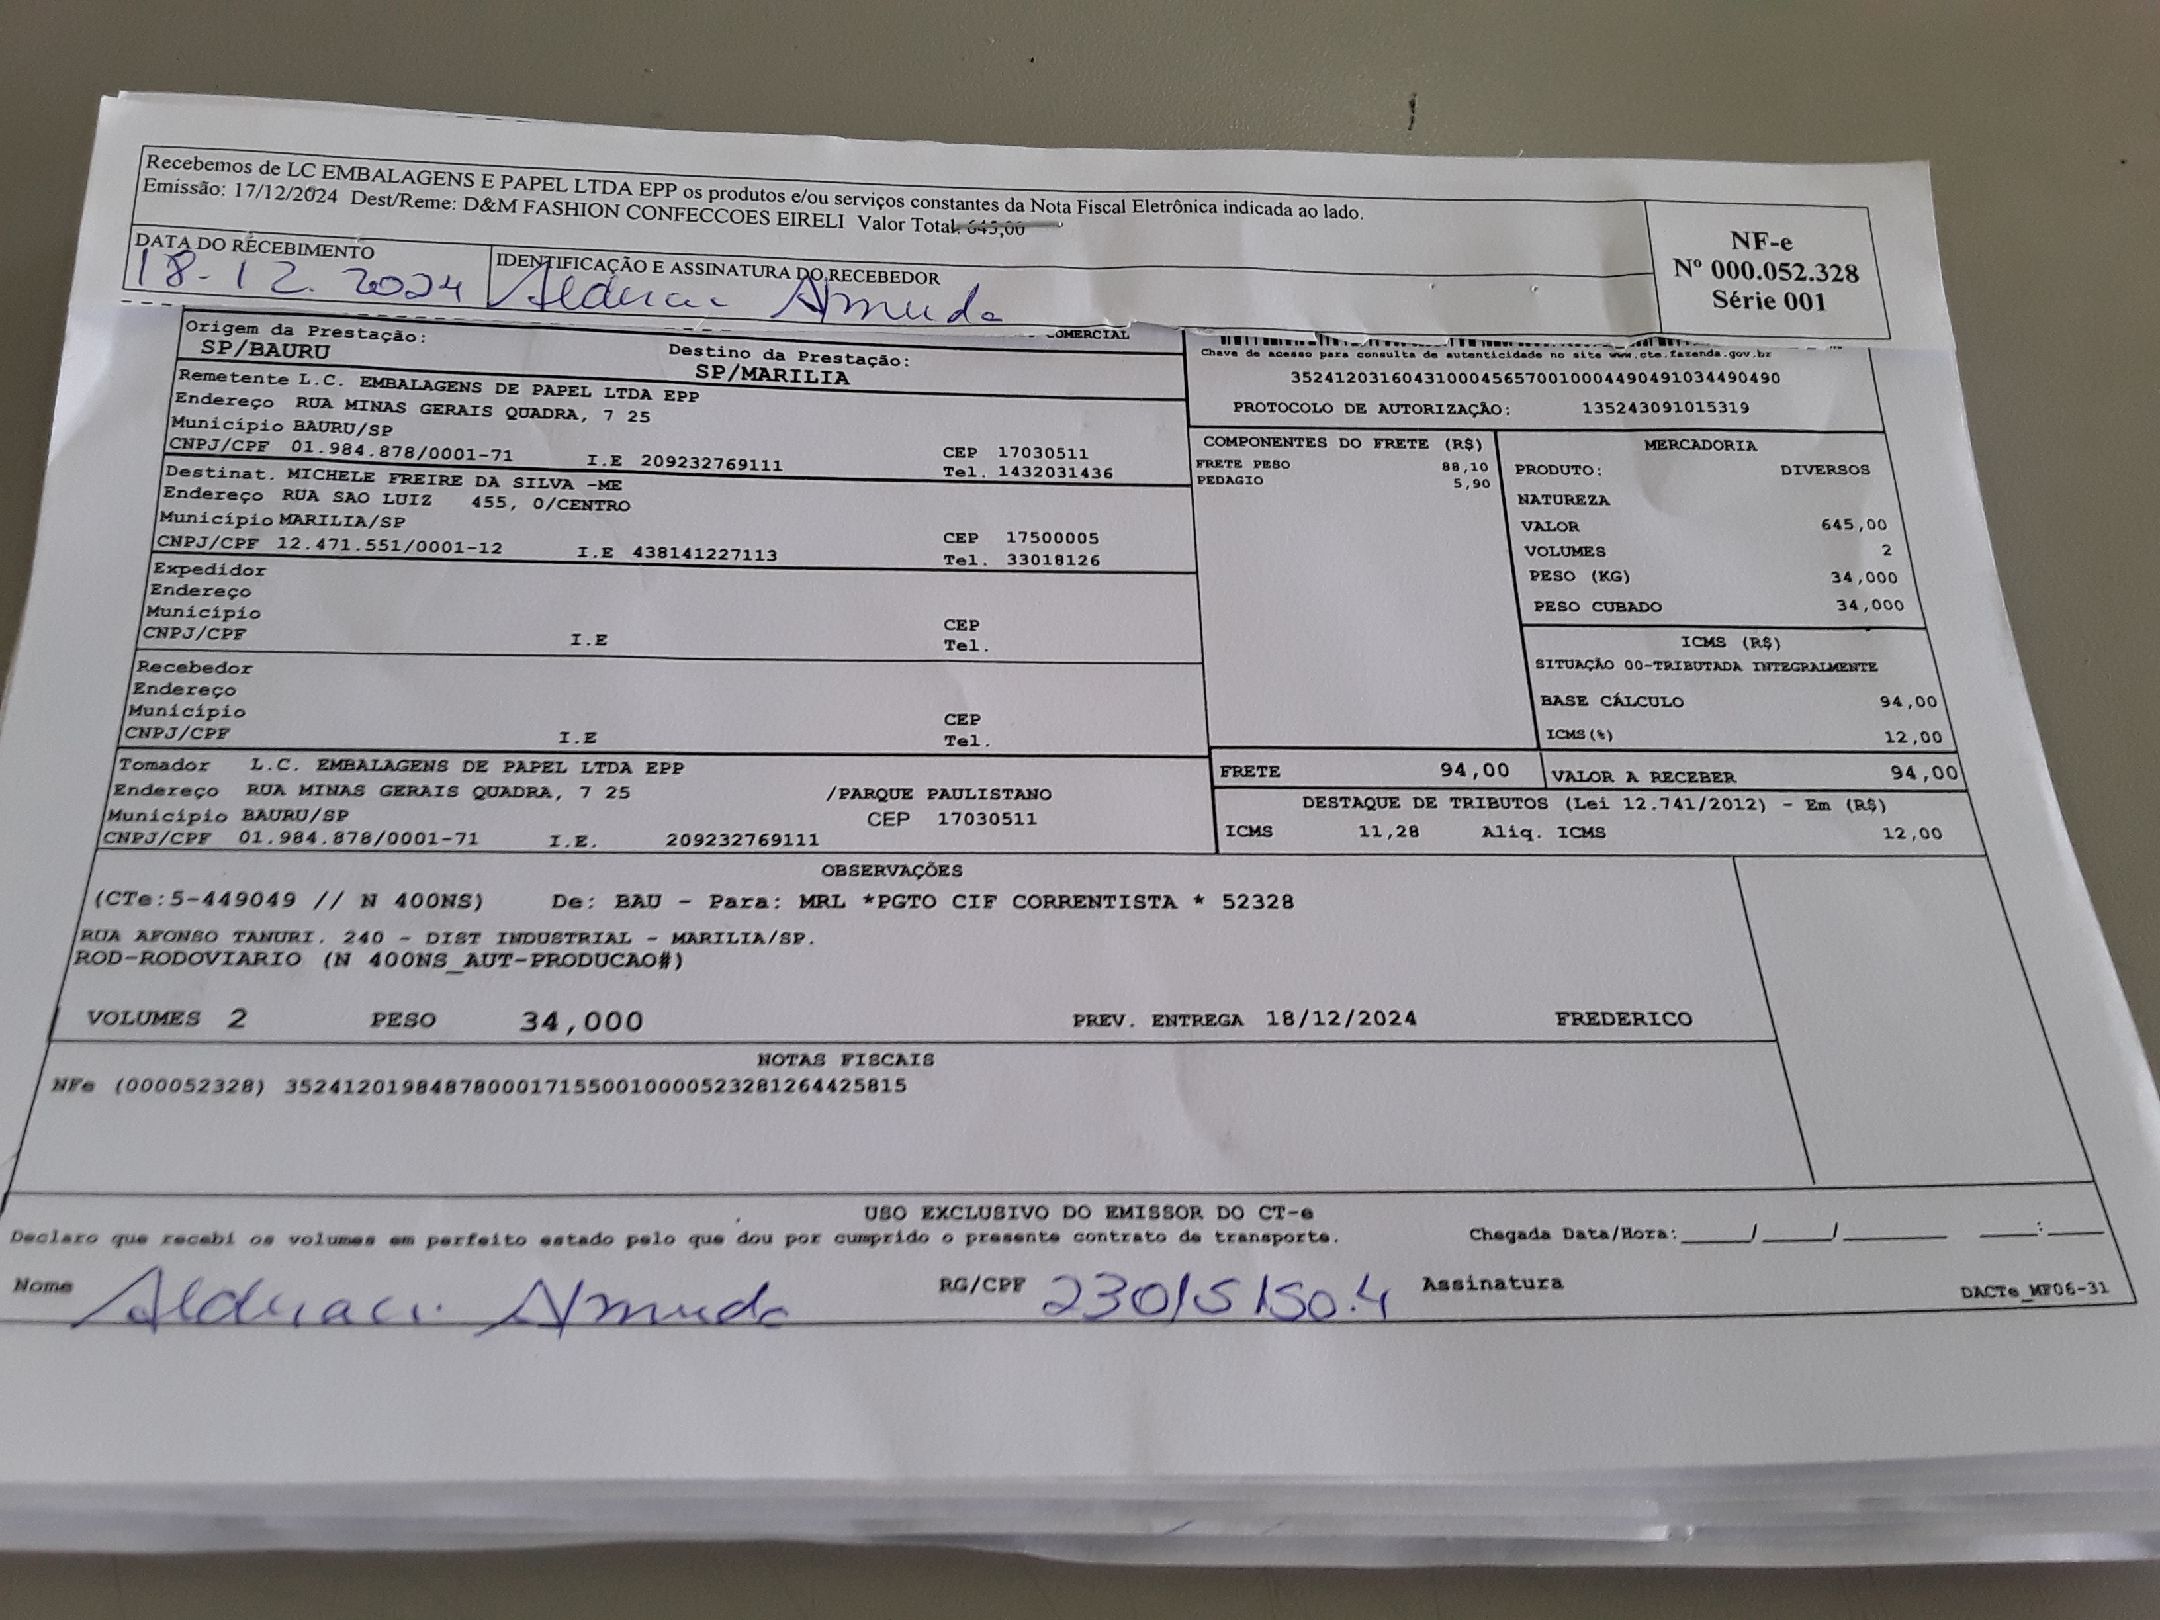 Recebemos de LC EMBALAGENS E PAPEL LTDA EPP os produtos e/ou serviços constantes da Nota Fiscal Eletrônica indicada ao lado.
Emissão: 17/12/2024 Dest/Reme: D&M FASHION CONFECCOES EIRELI Valor Total: 645,00
NF-e
Nº 000.052.328
Série 001
DATA DO RECEBIMENTO
18-12.2024
IDENTIFICAÇÃO E ASSINATURA DO RECEBEDOR
OMERCIAL
Origem da Prestação:
SP/BAURU
Destino da Prestação:
SP/MARILIA
Chave de acesso para consulta de autenticidade no site www.cte.fazenda.gov.br
35241203160431000456570010004490491034490490
PROTOCOLO DE AUTORIZAÇÃO: 135243091015319
Remetente L.C. EMBALAGENS DE PAPEL LTDA EPP
Endereço RUA MINAS GERAIS QUADRA, 7 25
Município BAURU/SP CEP 17030511
CNPJ/CPF 01.984.878/0001-71 I.E 209232769111 Tel. 1432031436
Destinat. MICHELE FREIRE DA SILVA -ME
Endereço RUA SAO LUIZ 455, 0/CENTRO
Município MARILIA/SP CEP 17500005
CNPJ/CPF 12.471.551/0001-12 I.E 438141227113 Tel. 33018126
Expedidor
Endereço
Município CEP
CNPJ/CPF I.E Tel.
Recebedor
Endereço
Município CEP
CNPJ/CPF I.E Tel.
Tomador L.C. EMBALAGENS DE PAPEL LTDA EPP
Endereço RUA MINAS GERAIS QUADRA, 7 25 /PARQUE PAULISTANO
Município BAURU/SP CEP 17030511
CNPJ/CPF 01.984.878/0001-71 I.E. 209232769111
COMPONENTES DO FRETE (R$)
FRETE PESO 88,10
PEDAGIO 5,90
MERCADORIA
PRODUTO: DIVERSOS
NATUREZA
VALOR 645,00
VOLUMES 2
PESO (KG) 34,000
PESO CUBADO 34,000
ICMS (R$)
SITUAÇÃO 00-TRIBUTADA INTEGRALMENTE
BASE CÁLCULO 94,00
ICMS(%) 12,00
FRETE 94,00 VALOR A RECEBER 94,00
DESTAQUE DE TRIBUTOS (Lei 12.741/2012) - Em (R$)
ICMS 11,28 Aliq. ICMS 12,00
OBSERVAÇÕES
(CTe:5-449049 // N 400NS) De: BAU - Para: MRL *PGTO CIF CORRENTISTA * 52328
RUA AFONSO TANURI. 240 - DIST INDUSTRIAL - MARILIA/SP.
ROD-RODOVIARIO (N 400NS_AUT-PRODUCAO#)
VOLUMES 2 PESO 34,000 PREV. ENTREGA 18/12/2024 FREDERICO
NOTAS FISCAIS
NFe (000052328) 35241201984878000171550010000523281264425815
USO EXCLUSIVO DO EMISSOR DO CT-e
Declaro que recebi os volumes em perfeito estado pelo que dou por cumprido o presente contrato de transporte. Chegada Data/Hora:_____/_____/_______ ____:____
Nome RG/CPF 23015150.4 Assinatura
DACTe_MF06-31